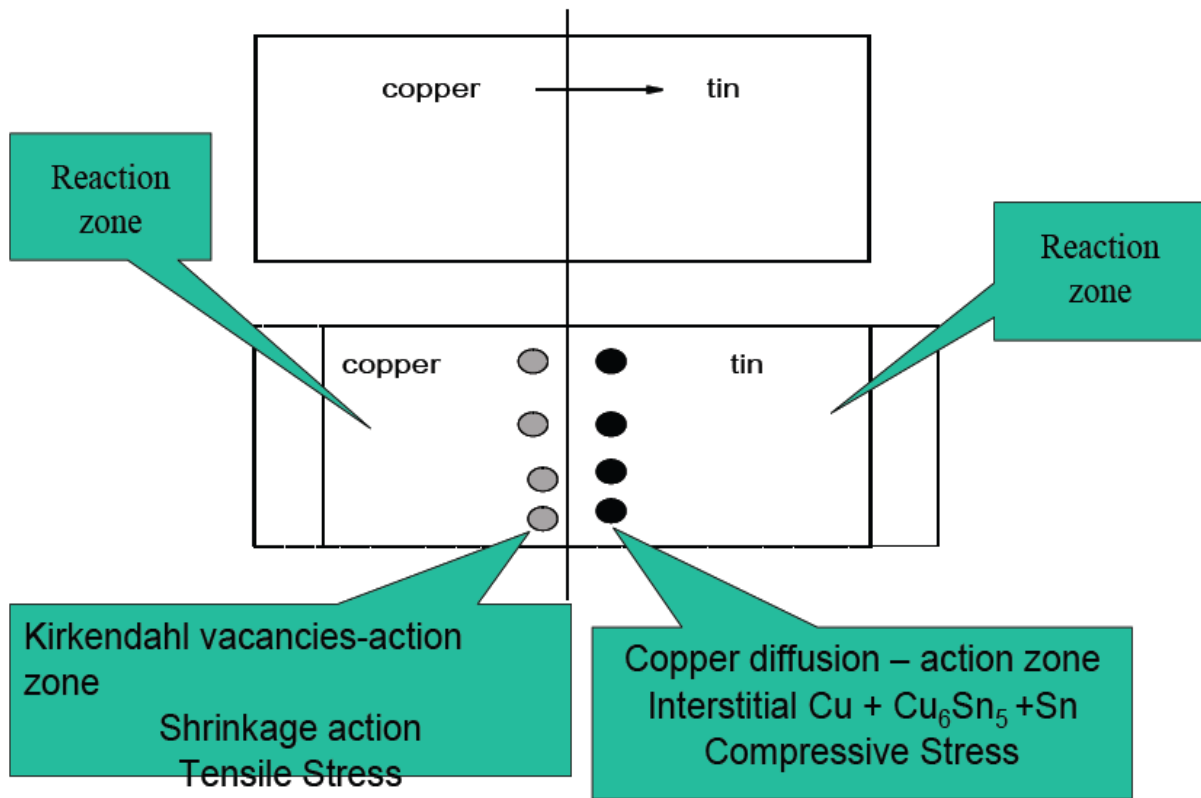 copper
tin
Reaction
zone
Reaction
zone
copper
tin
Kirkendahl vacancies-action
zone
Shrinkage action
Tensile Stress
Copper diffusion – action zone
Interstitial Cu + Cu₆Sn₅ +Sn
Compressive Stress